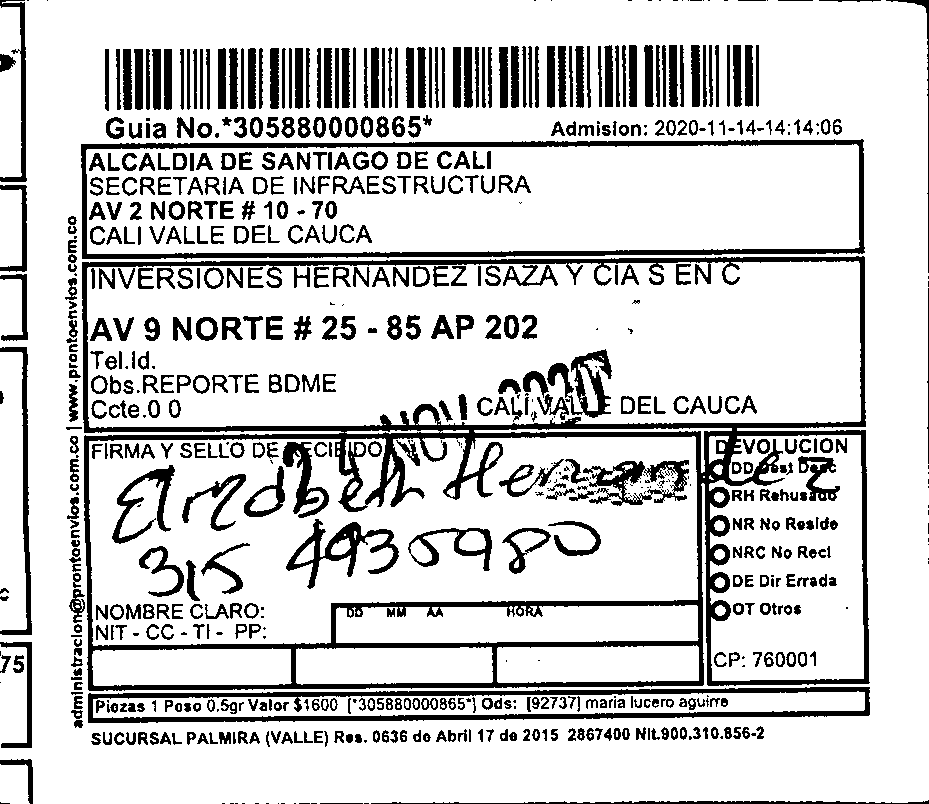 Guia No.*305880000865*
Admision: 2020-11-14-14:14:06
ALCALDIA DE SANTIAGO DE CALI
SECRETARIA DE INFRAESTRUCTURA
AV 2 NORTE # 10 - 70
CALI VALLE DEL CAUCA
INVERSIONES HERNANDEZ ISAZA Y CIA S EN C
AV 9 NORTE # 25 - 85 AP 202
Tel.Id.
Obs.REPORTE BDME
Ccte.0 0
CALI VALLE DEL CAUCA
NOV 2020
FIRMA Y SELLO DE RECIBIDO
Elizabeth Hernandez
315 4935980
NOMBRE CLARO:
NIT - CC - TI - PP:
DD MM AA HORA
DEVOLUCION
DD Dest Desc
RH Rehusado
NR No Reside
NRC No Recl
DE Dir Errada
OT Otros
CP: 760001
Piezas 1 Peso 0.5gr Valor $1600 [*305880000865*] Ods: [92737] maria lucero aguirre
SUCURSAL PALMIRA (VALLE) Res. 0636 de Abril 17 de 2015 2867400 Nit.900.310.856-2
administracion@prontoenvios.com.co | www.prontoenvios.com.co
75